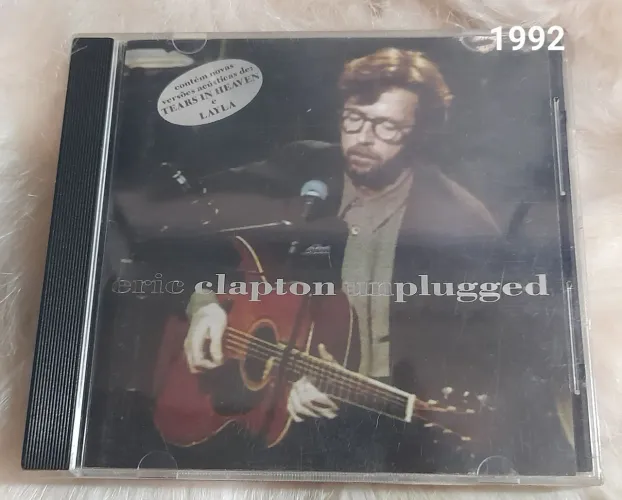 1992
contém novas
versões acústicas de:
TEARS IN HEAVEN
e
LAYLA
eric clapton unplugged